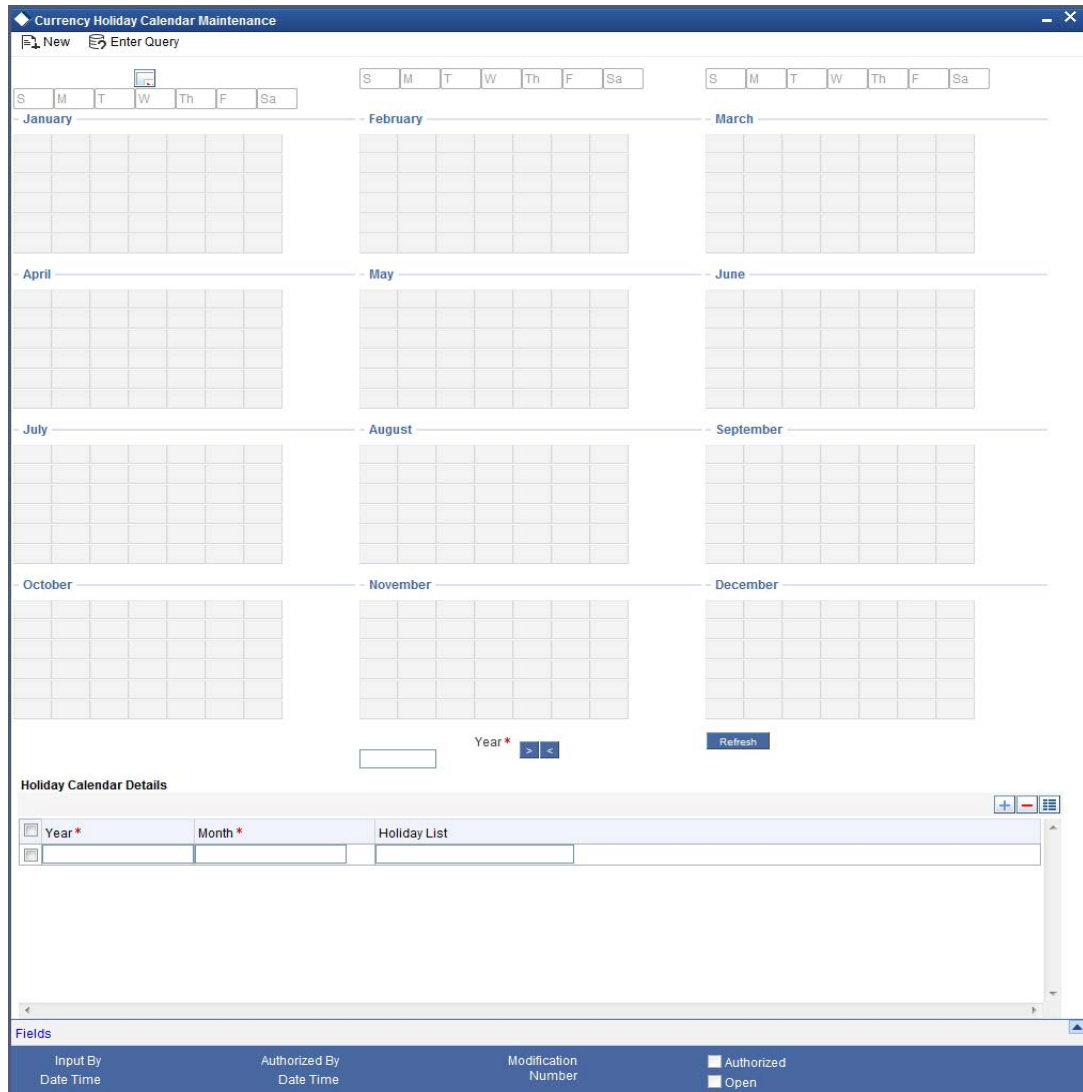 Currency Holiday Calendar Maintenance
New Enter Query
S M T W Th F Sa
S M T W Th F Sa
S M T W Th F Sa
January February March
April May June
July August September
October November December
Year* > < Refresh
Holiday Calendar Details
Year* Month* Holiday List
Fields
Input By Authorized By Modification Authorized
Date Time Date Time Number Open